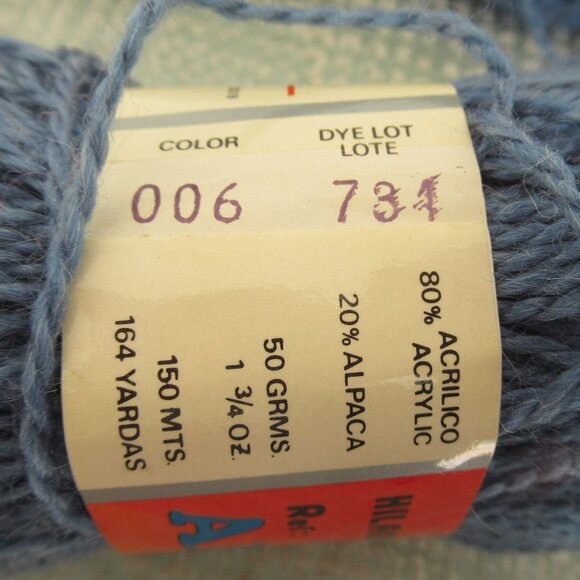 COLOR
006
DYE LOT
LOTE
80% ACRILICO
ACRYLIC
20% ALPACA
50 GRMS.
1 3/4 OZ.
150 MTS.
164 YARDAS
A